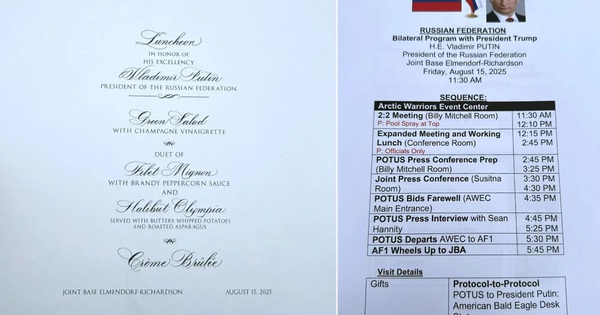 Luncheon
IN HONOR OF
HIS EXCELLENCY
Vladimir Putin
PRESIDENT OF THE RUSSIAN FEDERATION
Green Salad
WITH CHAMPAGNE VINAIGRETTE
DUET OF
Filet Mignon
WITH BRANDY PEPPERCORN SAUCE
AND
Halibut Olympia
SERVED WITH BUTTERY WHIPPED POTATOES
AND ROASTED ASPARAGUS
Crème Brûlée
JOINT BASE ELMENDORF-RICHARDSON AUGUST 15, 2025
RUSSIAN FEDERATION
Bilateral Program with President Trump
H.E. Vladimir PUTIN
President of the Russian Federation
Joint Base Elmendorf-Richardson
Friday, August 15, 2025
11:30 AM
SEQUENCE:
Arctic Warriors Event Center
2:2 Meeting (Billy Mitchell Room) 11:30 AM
P: Pool Spray at Top 12:10 PM
Expanded Meeting and Working 12:15 PM
Lunch (Conference Room) 2:45 PM
P: Officials Only
POTUS Press Conference Prep 2:45 PM
(Billy Mitchell Room) 3:25 PM
Joint Press Conference (Susitna 3:30 PM
Room) 4:30 PM
POTUS Bids Farewell (AWEC 4:35 PM
Main Entrance)
POTUS Press Interview with Sean 4:45 PM
Hannity 5:25 PM
POTUS Departs AWEC to AF1 5:30 PM
AF1 Wheels Up to JBA 5:45 PM
Visit Details
Gifts Protocol-to-Protocol
POTUS to President Putin:
American Bald Eagle Desk